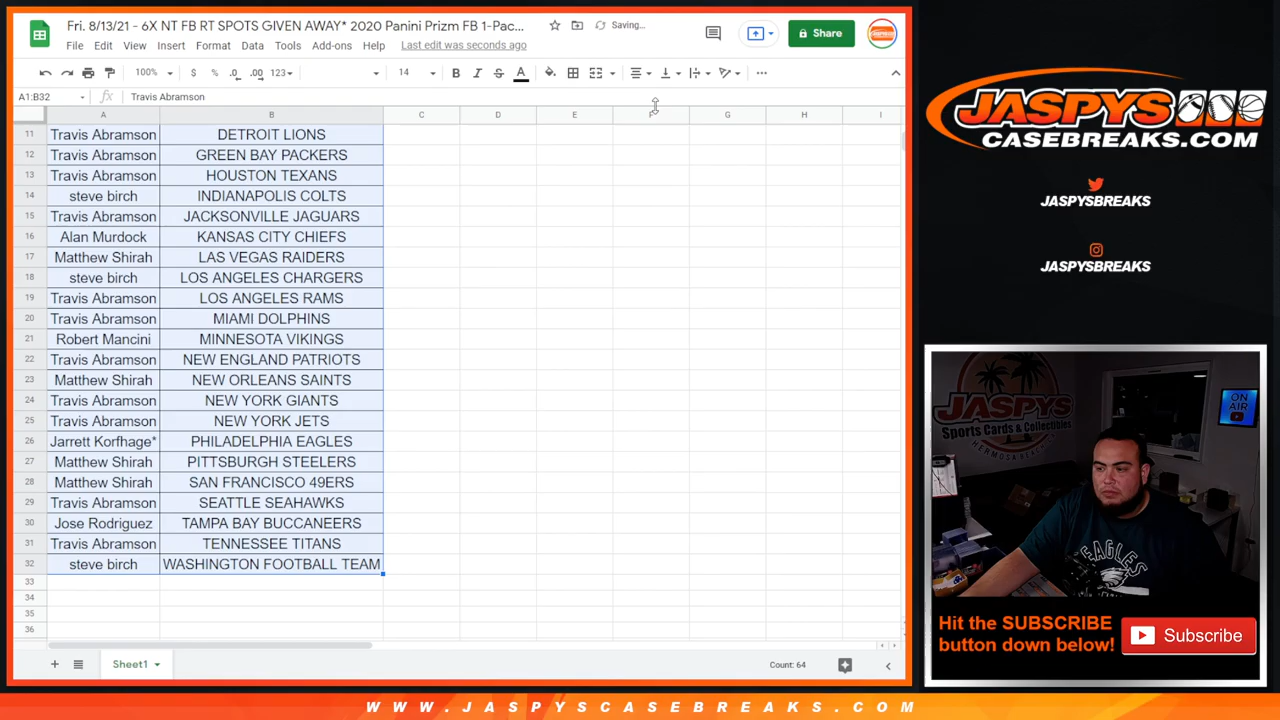 Fri. 8/13/21 - 6X NT FB RT SPOTS GIVEN AWAY* 2020 Panini Prizm FB 1-Pac...
Saving...
File Edit View Insert Format Data Tools Add-ons Help Last edit was seconds ago
Share
100% $ % .0 .00 123 14 B I S A
A1:B32 fx Travis Abramson
A B C D E F G H I
11 Travis Abramson DETROIT LIONS
12 Travis Abramson GREEN BAY PACKERS
13 Travis Abramson HOUSTON TEXANS
14 steve birch INDIANAPOLIS COLTS
15 Travis Abramson JACKSONVILLE JAGUARS
16 Alan Murdock KANSAS CITY CHIEFS
17 Matthew Shirah LAS VEGAS RAIDERS
18 steve birch LOS ANGELES CHARGERS
19 Travis Abramson LOS ANGELES RAMS
20 Travis Abramson MIAMI DOLPHINS
21 Robert Mancini MINNESOTA VIKINGS
22 Travis Abramson NEW ENGLAND PATRIOTS
23 Matthew Shirah NEW ORLEANS SAINTS
24 Travis Abramson NEW YORK GIANTS
25 Travis Abramson NEW YORK JETS
26 Jarrett Korfhage* PHILADELPHIA EAGLES
27 Matthew Shirah PITTSBURGH STEELERS
28 Matthew Shirah SAN FRANCISCO 49ERS
29 Travis Abramson SEATTLE SEAHAWKS
30 Jose Rodriguez TAMPA BAY BUCCANEERS
31 Travis Abramson TENNESSEE TITANS
32 steve birch WASHINGTON FOOTBALL TEAM
33
34
35
36
Sheet1
Count: 64
JASPYS
CASEBREAKS.COM
JASPYSBREAKS
JASPYSBREAKS
JASPYS
Sports Cards & Collectibles
HERMOSA BEACH
ON AIR
EAGLES
Hit the SUBSCRIBE
button down below!
Subscribe
WWW.JASPYSCASEBREAKS.COM